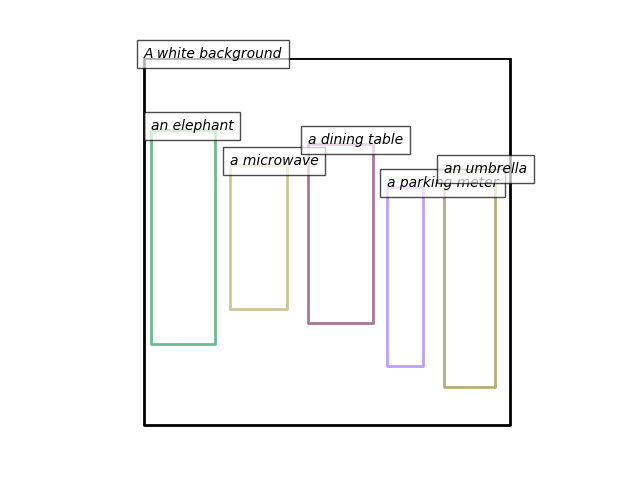 A white background
an elephant
a microwave
a dining table
a parking meter
an umbrella